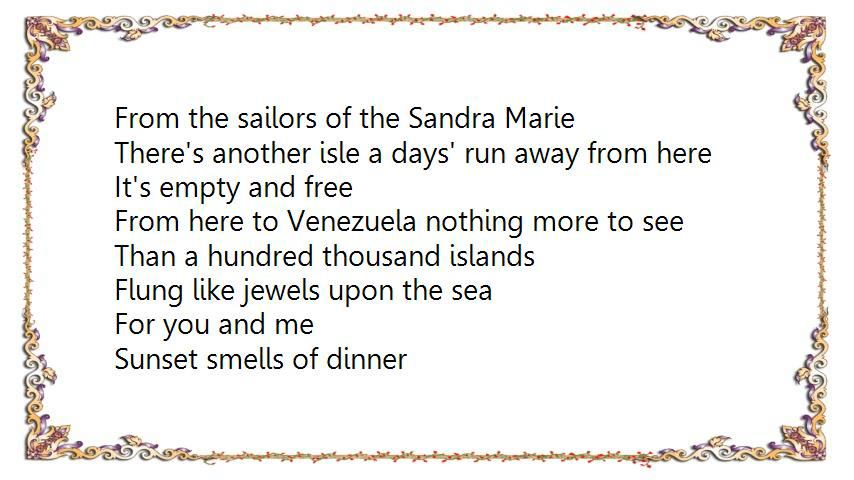 From the sailors of the Sandra Marie
There's another isle a days' run away from here
It's empty and free
From here to Venezuela nothing more to see
Than a hundred thousand islands
Flung like jewels upon the sea
For you and me
Sunset smells of dinner